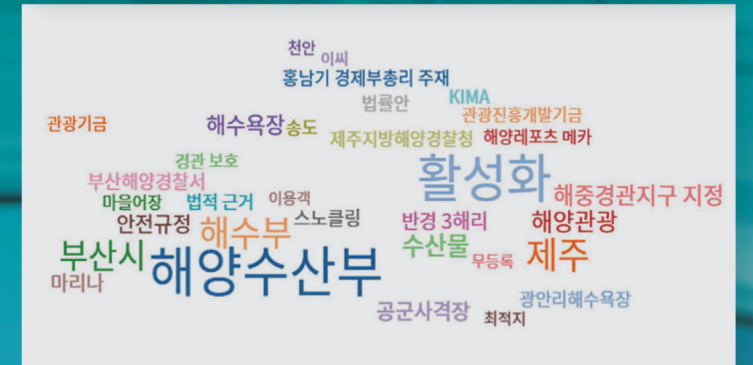 천안
이씨
홍남기 경제부총리 주재
법률안
KIMA
관광진흥개발기금
관광기금
해수욕장
송도
제주지방해양경찰청
해양레포츠 메카
경관 보호
활성화
부산해양경찰서
해중경관지구 지정
마을어장
법적 근거
이용객
안전규정
해수부
스노클링
반경 3해리
해양관광
부산시
해양수산부
수산물
무등록
제주
마리나
공군사격장
최적지
광안리해수욕장